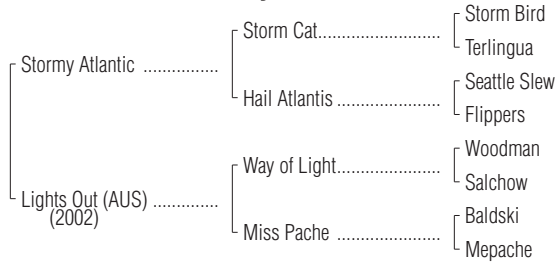 Storm Bird
Storm Cat..........................
Terlingua
Stormy Atlantic ................
Seattle Slew
Hail Atlantis ......................
Flippers
Woodman
Way of Light......................
Salchow
Lights Out (AUS) ..............
(2002)
Baldski
Miss Pache ......................
Mepache